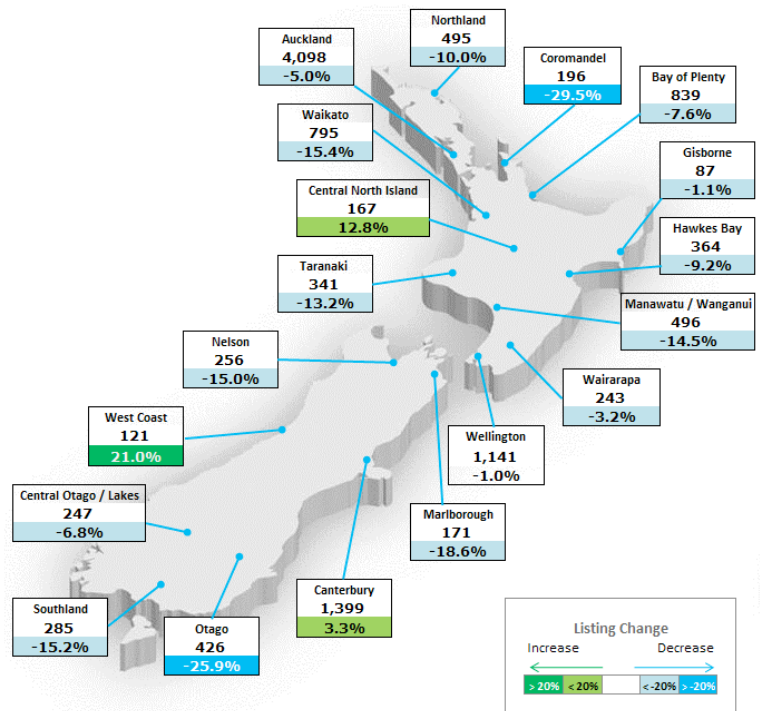 Northland
495
-10.0%
Auckland
4,098
-5.0%
Coromandel
196
-29.5%
Bay of Plenty
839
-7.6%
Waikato
795
-15.4%
Gisborne
87
-1.1%
Central North Island
167
12.8%
Hawkes Bay
364
-9.2%
Taranaki
341
-13.2%
Manawatu / Wanganui
496
-14.5%
Nelson
256
-15.0%
Wairarapa
243
-3.2%
West Coast
121
21.0%
Wellington
1,141
-1.0%
Central Otago / Lakes
247
-6.8%
Marlborough
171
-18.6%
Canterbury
1,399
3.3%
Southland
285
-15.2%
Otago
426
-25.9%
Listing Change
Increase Decrease
> 20% < 20% < -20% > -20%